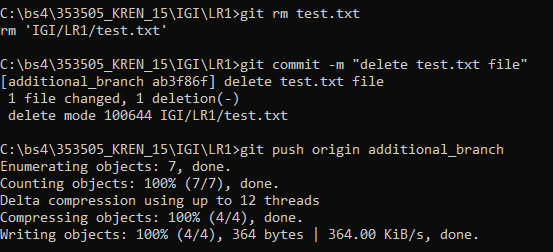 C:\bs4\353505_KREN_15\IGI\LR1>git rm test.txt
rm 'IGI/LR1/test.txt'
C:\bs4\353505_KREN_15\IGI\LR1>git commit -m "delete test.txt file"
[additional_branch ab3f86f] delete test.txt file
 1 file changed, 1 deletion(-)
 delete mode 100644 IGI/LR1/test.txt
C:\bs4\353505_KREN_15\IGI\LR1>git push origin additional_branch
Enumerating objects: 7, done.
Counting objects: 100% (7/7), done.
Delta compression using up to 12 threads
Compressing objects: 100% (4/4), done.
Writing objects: 100% (4/4), 364 bytes | 364.00 KiB/s, done.